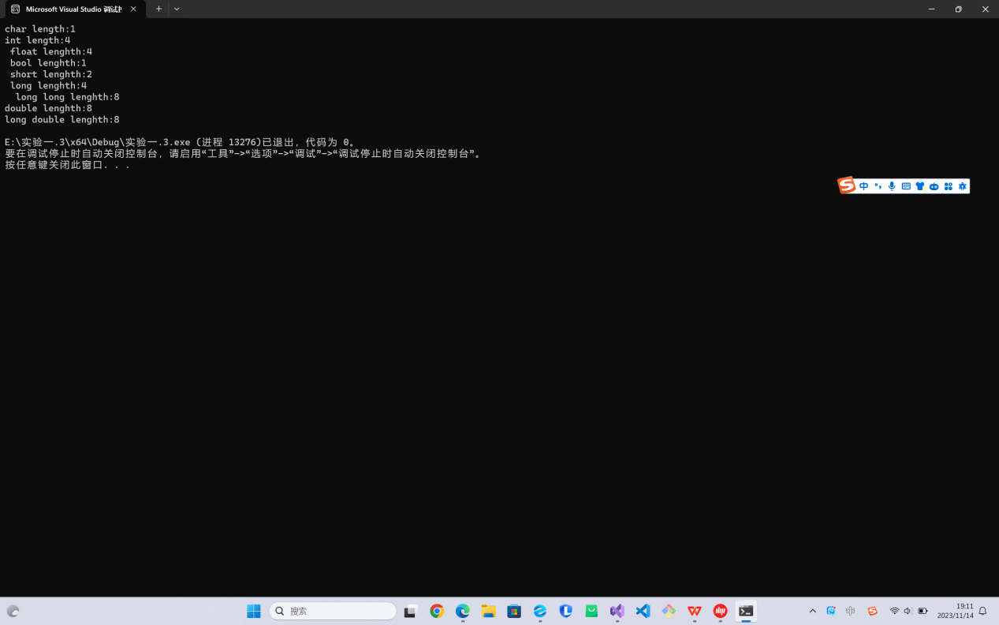 Microsoft Visual Studio 调试控
char length:1
int length:4
 float lenghth:4
 bool lenghth:1
 short lenghth:2
 long lenghth:4
  long long lenghth:8
double lenghth:8
long double lenghth:8
E:\实验一.3\x64\Debug\实验一.3.exe (进程 13276)已退出，代码为 0。
要在调试停止时自动关闭控制台，请启用“工具”->“选项”->“调试”->“调试停止时自动关闭控制台”。
按任意键关闭此窗口. . .
中
搜索
中
19:11
2023/11/14